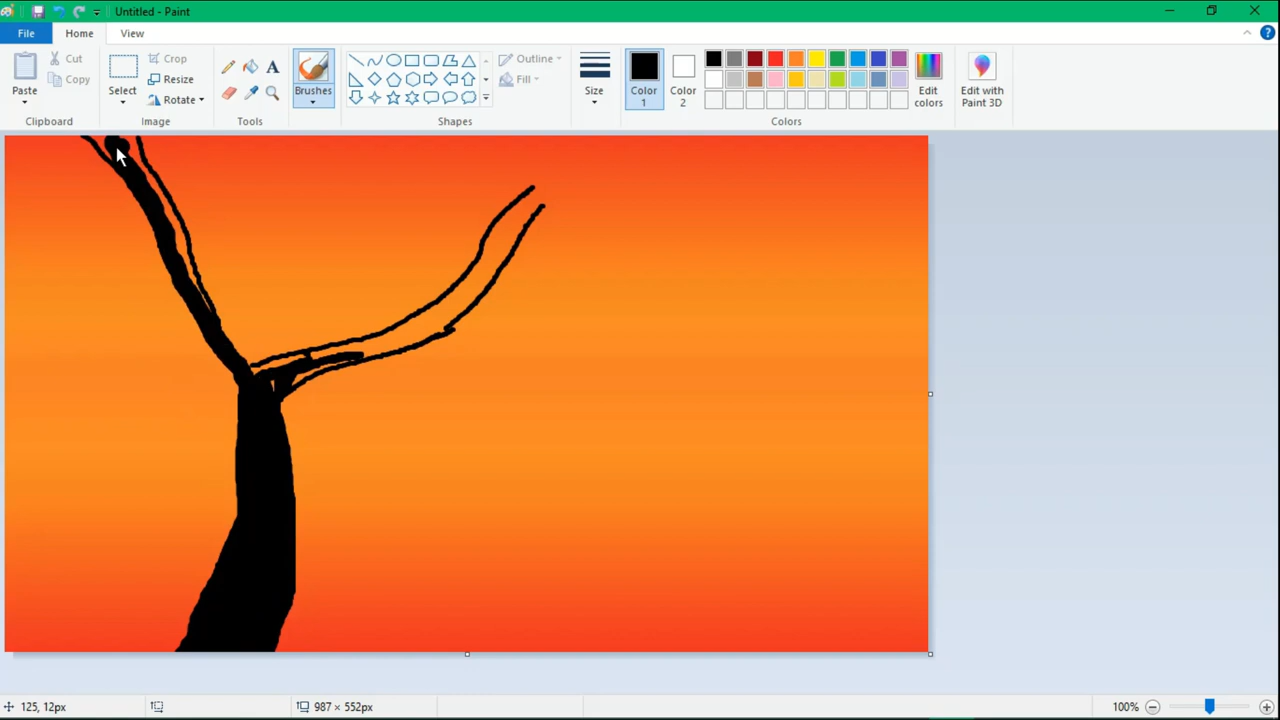 Untitled - Paint
File Home View
Paste
Cut
Copy
Clipboard
Select
Crop
Resize
Rotate
Image
A
Tools
Brushes
Outline
Fill
Shapes
Size
Color 1
Color 2
Edit colors
Colors
Edit with Paint 3D
125, 12px
987 × 552px
100%